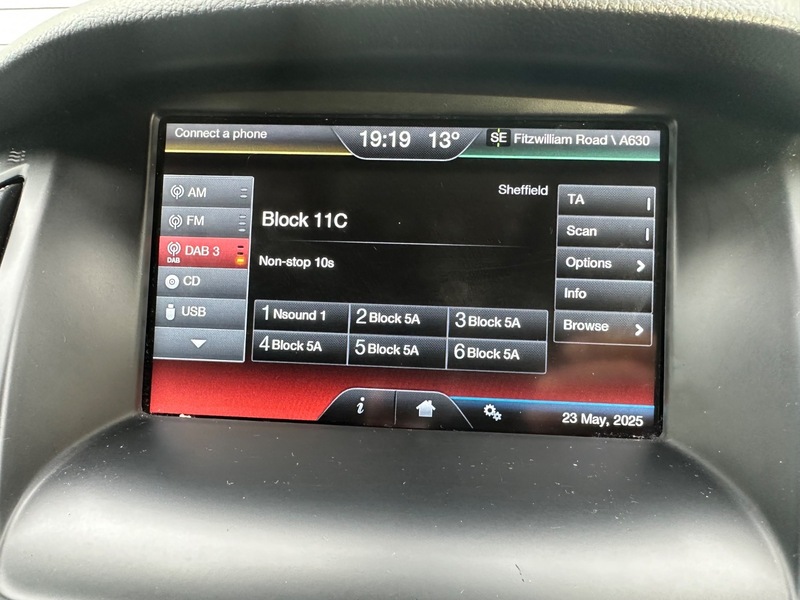 Connect a phone
19:19 13° SE Fitzwilliam Road \ A630
AM
FM
DAB 3
DAB
CD
USB
Sheffield
Block 11C
Non-stop 10s
1 Nsound 1
2 Block 5A
3 Block 5A
4 Block 5A
5 Block 5A
6 Block 5A
TA
Scan
Options
Info
Browse
i
23 May, 2025